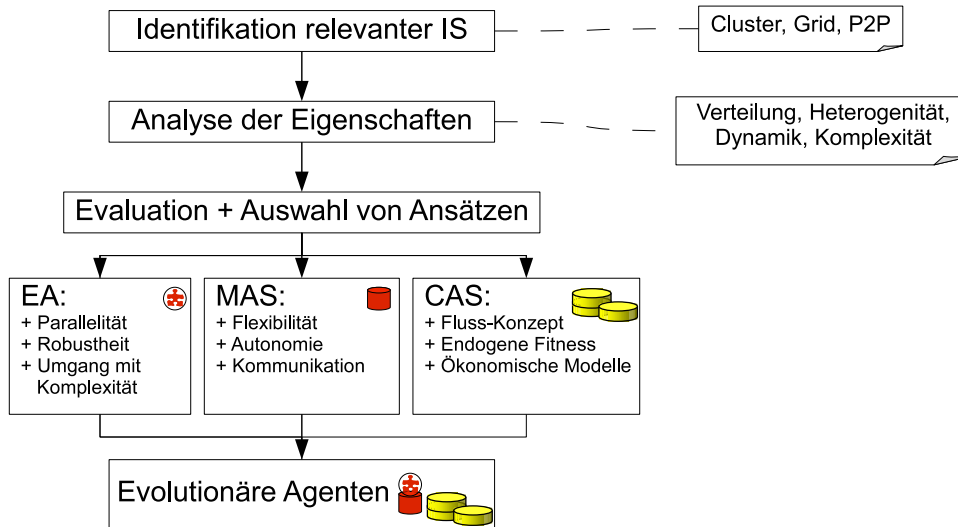 Identifikation relevanter IS
Cluster, Grid, P2P
Analyse der Eigenschaften
Verteilung, Heterogenität,
Dynamik, Komplexität
Evaluation + Auswahl von Ansätzen
EA:
+ Parallelität
+ Robustheit
+ Umgang mit
Komplexität
MAS:
+ Flexibilität
+ Autonomie
+ Kommunikation
CAS:
+ Fluss-Konzept
+ Endogene Fitness
+ Ökonomische Modelle
Evolutionäre Agenten